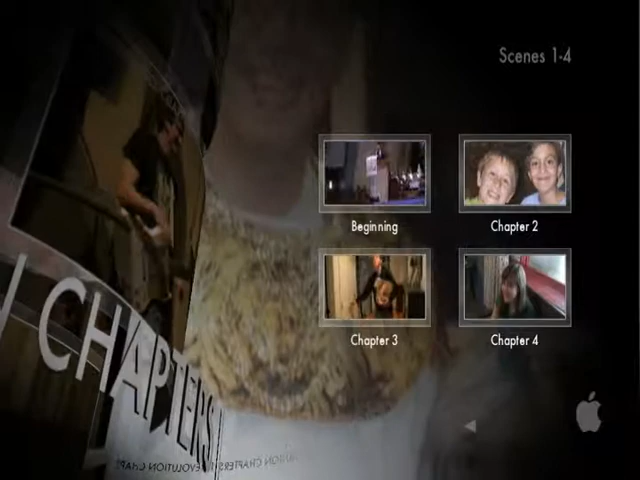 Scenes 1-4
Beginning
Chapter 2
Chapter 3
Chapter 4
CHAPTERS